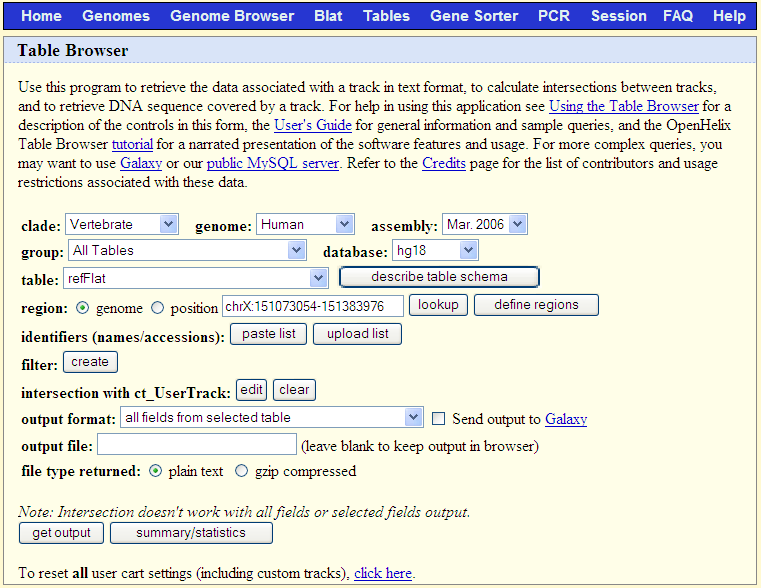 Home Genomes Genome Browser Blat Tables Gene Sorter PCR Session FAQ Help
Table Browser
Use this program to retrieve the data associated with a track in text format, to calculate intersections between tracks,
and to retrieve DNA sequence covered by a track. For help in using this application see Using the Table Browser for a
description of the controls in this form, the User's Guide for general information and sample queries, and the OpenHelix
Table Browser tutorial for a narrated presentation of the software features and usage. For more complex queries, you
may want to use Galaxy or our public MySQL server. Refer to the Credits page for the list of contributors and usage
restrictions associated with these data.
clade: Vertebrate genome: Human assembly: Mar. 2006
group: All Tables database: hg18
table: refFlat describe table schema
region: genome position chrX:151073054-151383976 lookup define regions
identifiers (names/accessions): paste list upload list
filter: create
intersection with ct_UserTrack: edit clear
output format: all fields from selected table Send output to Galaxy
output file: (leave blank to keep output in browser)
file type returned: plain text gzip compressed
Note: Intersection doesn't work with all fields or selected fields output.
get output summary/statistics
To reset all user cart settings (including custom tracks), click here.